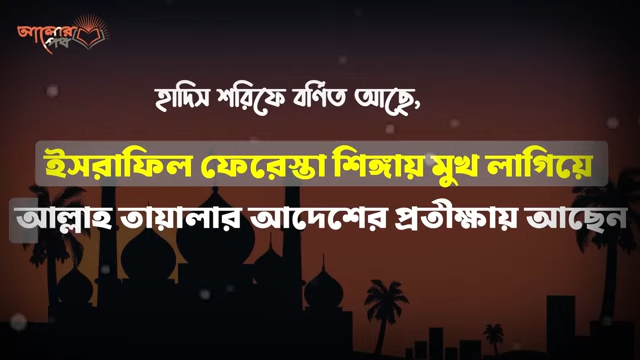 আলোর
পথ
হাদিস শরিফে বর্ণিত আছে,
ইসরাফিল ফেরেস্তা শিঙ্গায় মুখ লাগিয়ে
আল্লাহ তায়ালার আদেশের প্রতীক্ষায় আছেন